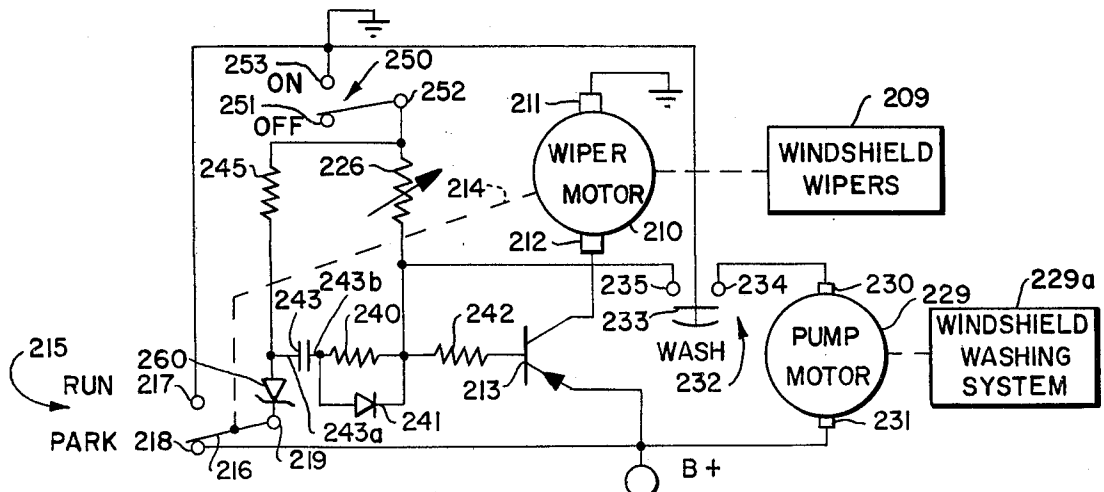 253
ON
250
251
OFF
252
211
209
WINDSHIELD
WIPERS
245
226
214
WIPER
MOTOR
210
212
243
243b
240
242
235
234
233
230
229
229a
PUMP
MOTOR
WINDSHIELD
WASHING
SYSTEM
WASH
232
213
215
RUN
217
260
241
243a
PARK
218
216
219
231
B+